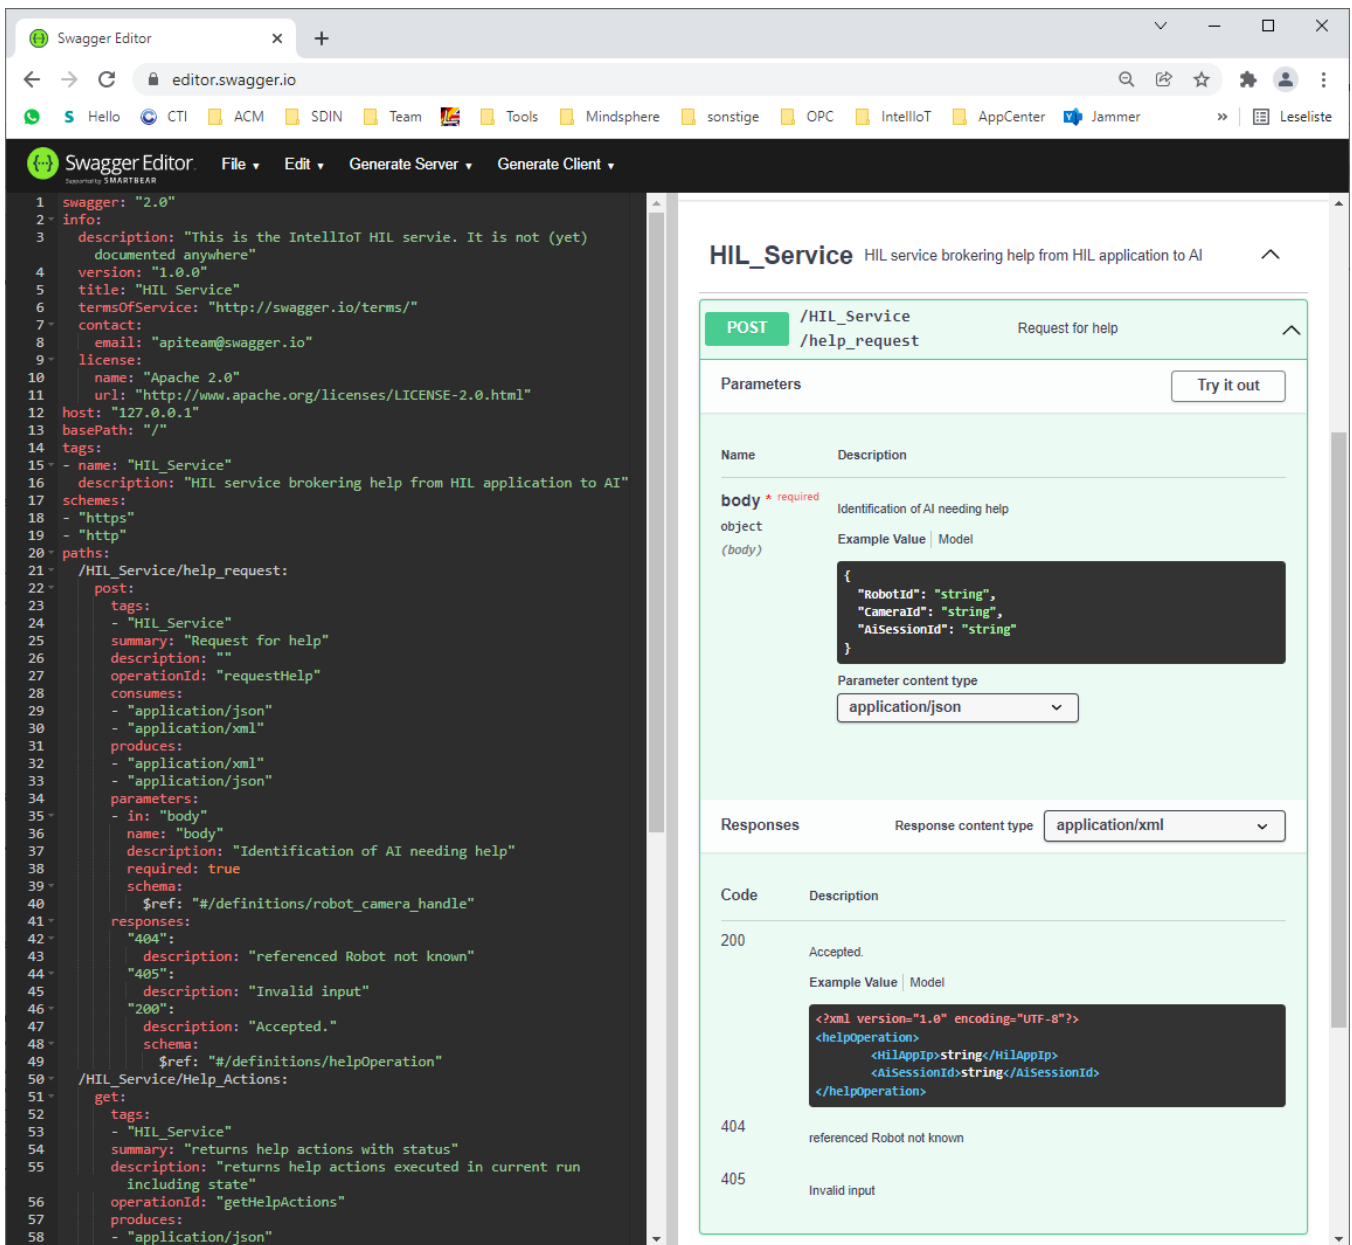 Swagger Editor
editor.swagger.io
Hello
CTI
ACM
SDIN
Team
Tools
Mindsphere
sonstige
OPC
IntellIoT
AppCenter
Jammer
»
Leseliste
Swagger Editor.
Supported by SMARTBEAR
File
Edit
Generate Server
Generate Client
1 swagger: "2.0"
2 info:
3 description: "This is the IntellIoT HIL servie. It is not (yet)
documented anywhere"
4 version: "1.0.0"
5 title: "HIL Service"
6 termsOfService: "http://swagger.io/terms/"
7 contact:
8 email: "apiteam@swagger.io"
9 license:
10 name: "Apache 2.0"
11 url: "http://www.apache.org/licenses/LICENSE-2.0.html"
12 host: "127.0.0.1"
13 basePath: "/"
14 tags:
15 - name: "HIL_Service"
16 description: "HIL service brokering help from HIL application to AI"
17 schemes:
18 - "https"
19 - "http"
20 paths:
21 /HIL_Service/help_request:
22 post:
23 tags:
24 - "HIL_Service"
25 summary: "Request for help"
26 description: ""
27 operationId: "requestHelp"
28 consumes:
29 - "application/json"
30 - "application/xml"
31 produces:
32 - "application/xml"
33 - "application/json"
34 parameters:
35 - in: "body"
36 name: "body"
37 description: "Identification of AI needing help"
38 required: true
39 schema:
40 $ref: "#/definitions/robot_camera_handle"
41 responses:
42 "404":
43 description: "referenced Robot not known"
44 "405":
45 description: "Invalid input"
46 "200":
47 description: "Accepted."
48 schema:
49 $ref: "#/definitions/helpOperation"
50 /HIL_Service/Help_Actions:
51 get:
52 tags:
53 - "HIL_Service"
54 summary: "returns help actions with status"
55 description: "returns help actions executed in current run
including state"
56 operationId: "getHelpActions"
57 produces:
58 - "application/json"
HIL_Service HIL service brokering help from HIL application to AI
POST
/HIL_Service
/help_request
Request for help
Parameters
Try it out
Name Description
body * required
object
(body)
Identification of AI needing help
Example Value Model
{
"RobotId": "string",
"CameraId": "string",
"AiSessionId": "string"
}
Parameter content type
application/json
Responses Response content type application/xml
Code Description
200
Accepted.
Example Value Model
<?xml version="1.0" encoding="UTF-8"?>
<helpOperation>
<HilAppIp>string</HilAppIp>
<AiSessionId>string</AiSessionId>
</helpOperation>
404
referenced Robot not known
405
Invalid input